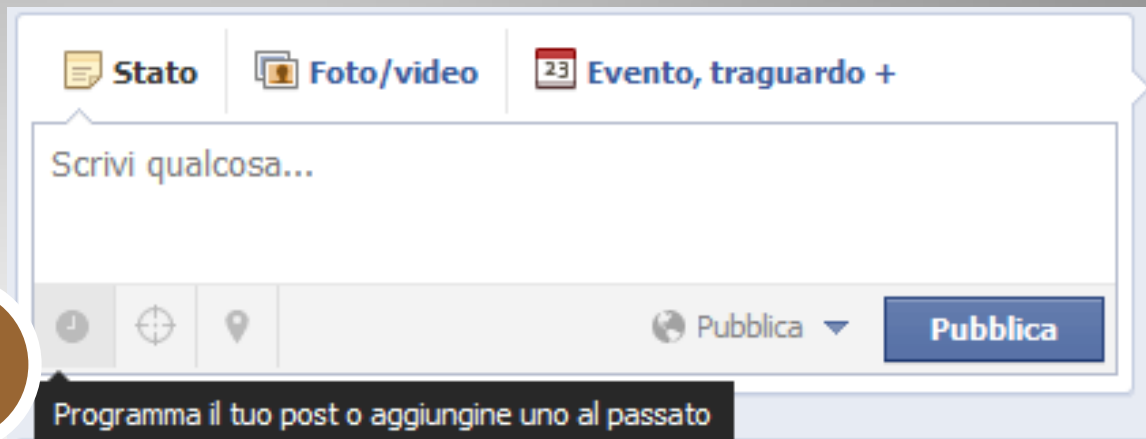 Stato Foto/video 23 Evento, traguardo +
Scrivi qualcosa...
Pubblica Pubblica
Programma il tuo post o aggiungine uno al passato